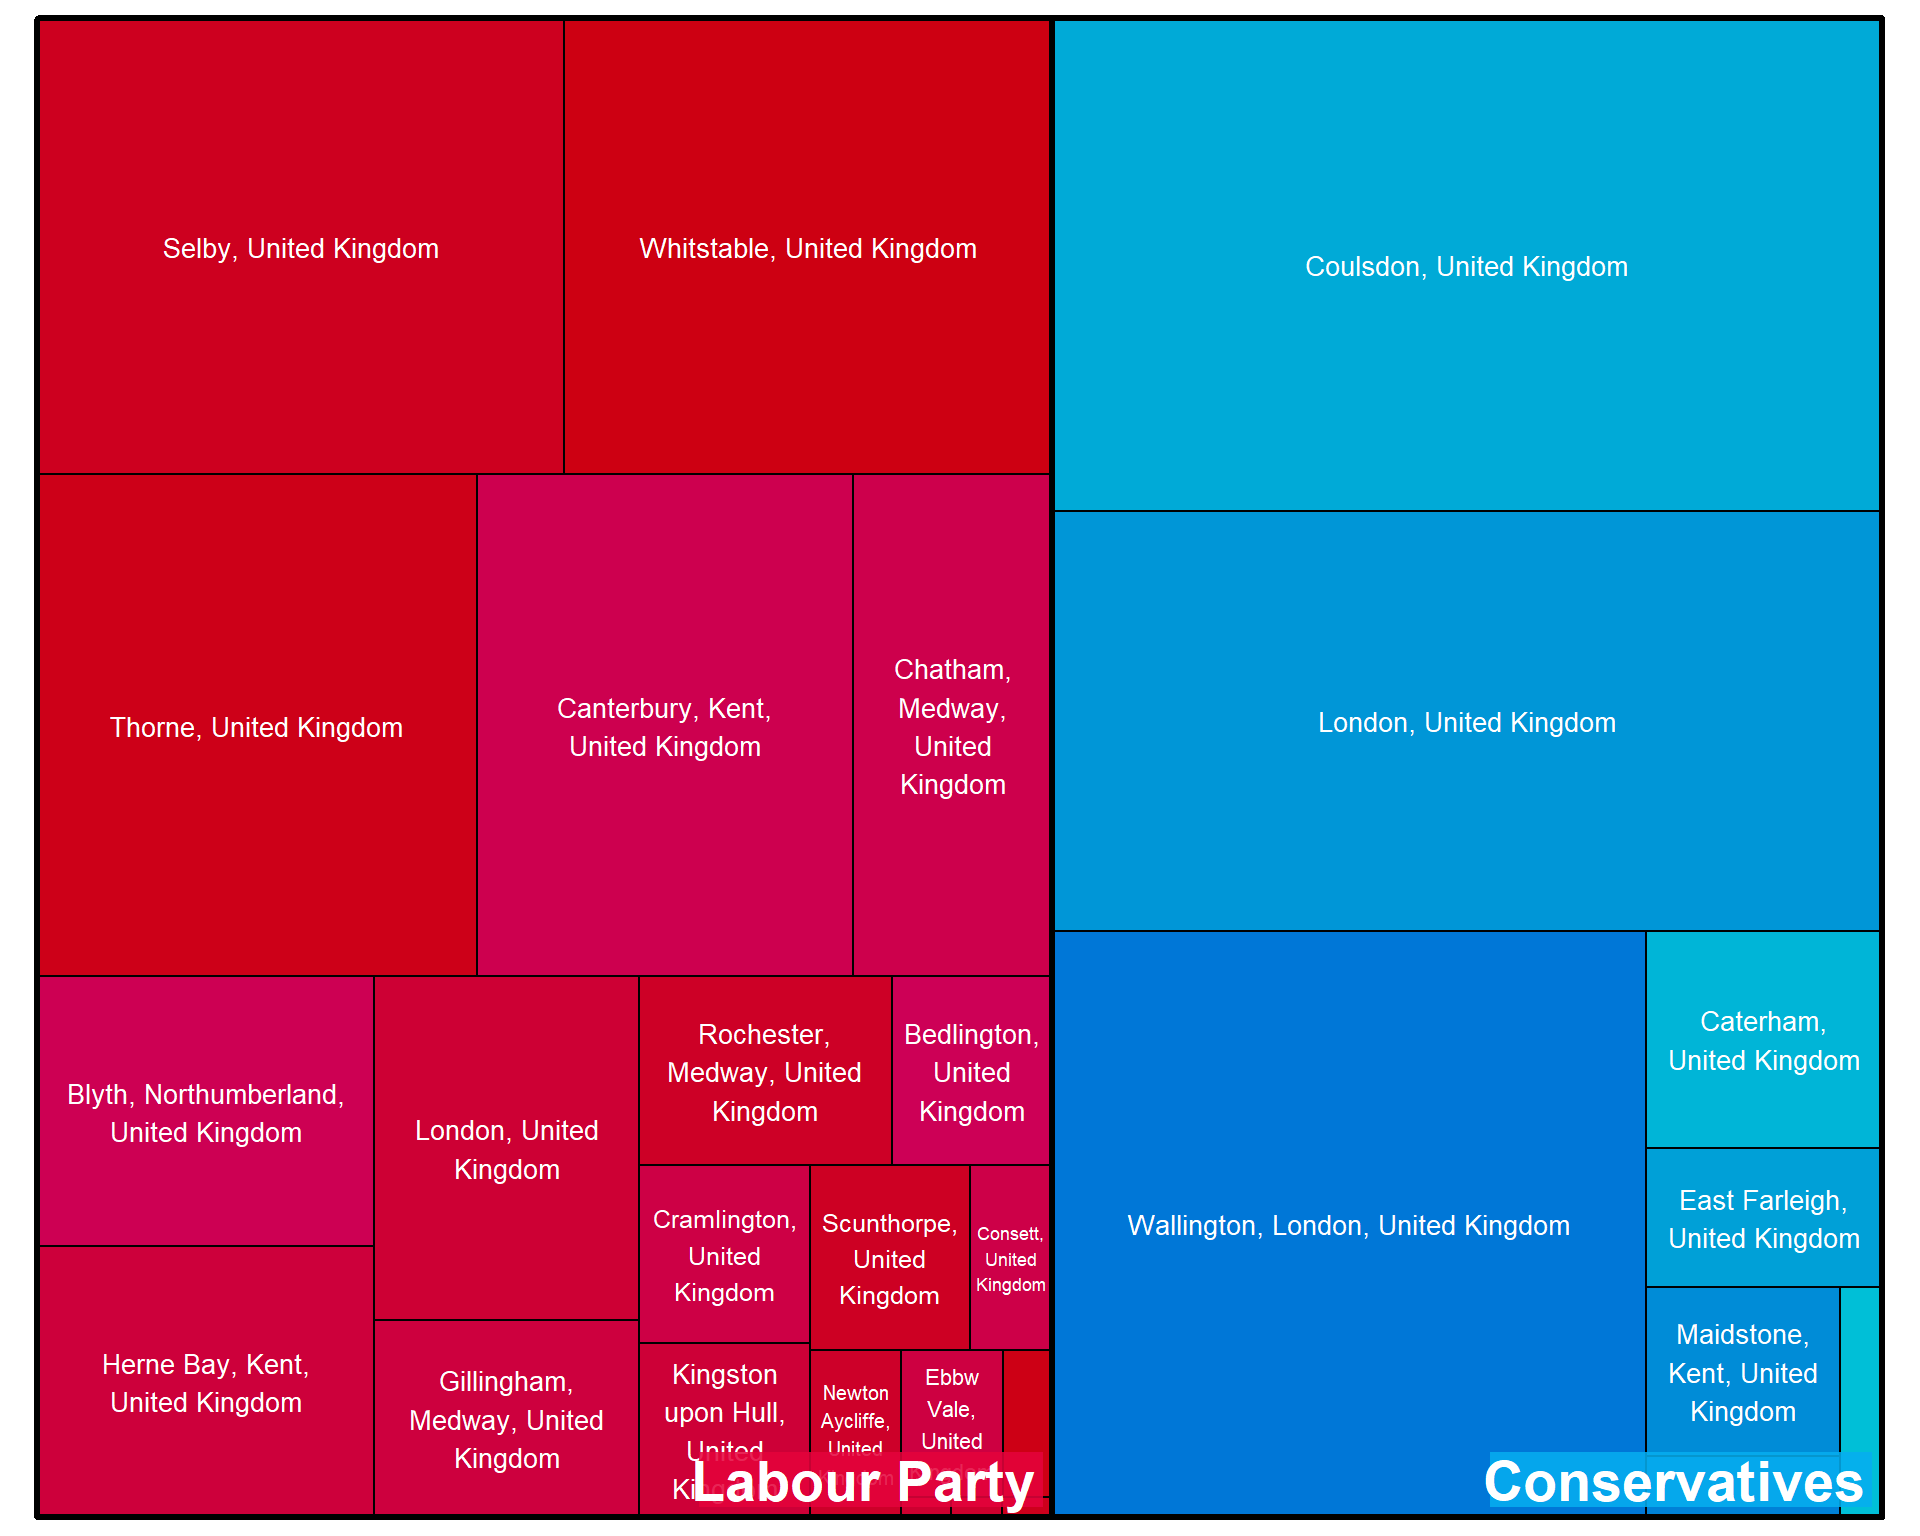 Selby, United Kingdom
Whitstable, United Kingdom
Coulsdon, United Kingdom
Thorne, United Kingdom
Canterbury, Kent,
United Kingdom
Chatham,
Medway,
United
Kingdom
London, United Kingdom
Blyth, Northumberland,
United Kingdom
London, United
Kingdom
Rochester,
Medway, United
Kingdom
Bedlington,
United
Kingdom
Cramlington,
United
Kingdom
Scunthorpe,
United
Kingdom
Consett,
United
Kingdom
Herne Bay, Kent,
United Kingdom
Gillingham,
Medway, United
Kingdom
Kingston
upon Hull,
United
Kingdom
Newton
Aycliffe,
United
Kingdom
Ebbw
Vale,
United
Kingdom
Labour Party
Wallington, London, United Kingdom
Caterham,
United Kingdom
East Farleigh,
United Kingdom
Maidstone,
Kent, United
Kingdom
Conservatives